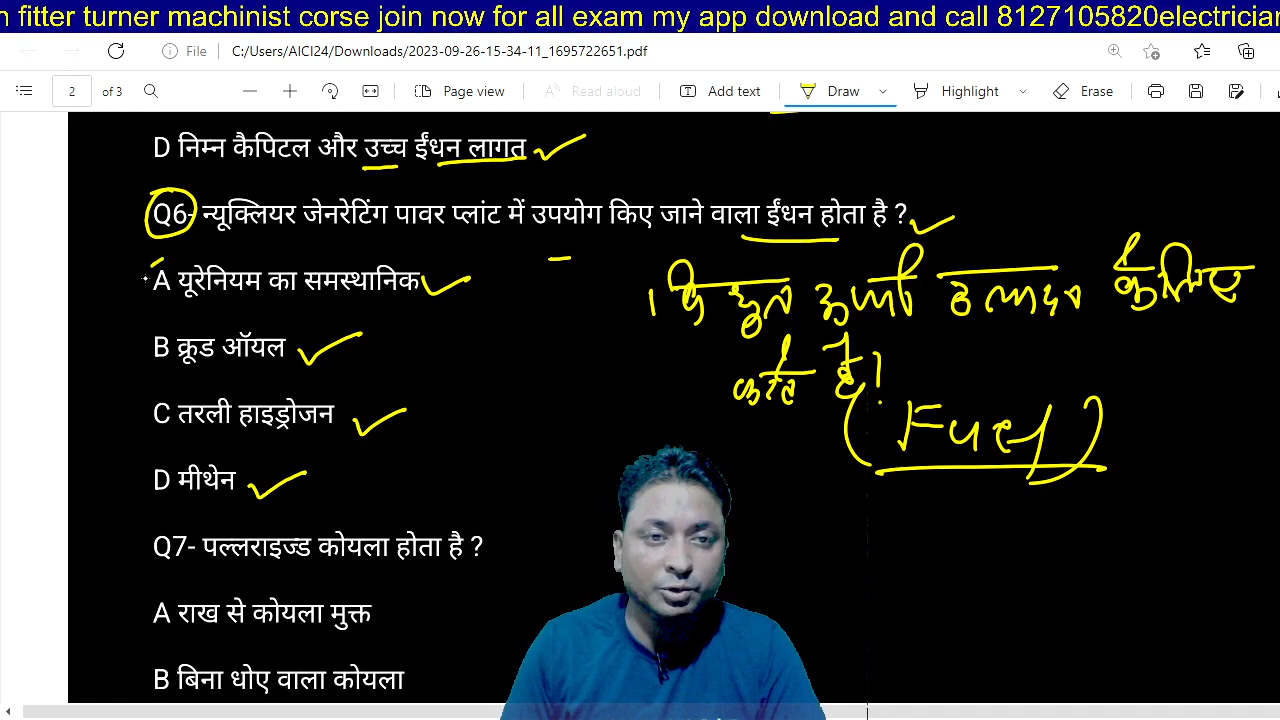 n fitter turner machinist corse join now for all exam my app download and call 8127105820electrician
File C:/Users/AICI24/Downloads/2023-09-26-15-34-11_1695722651.pdf
2 of 3 Page view Read aloud Add text Draw Highlight Erase
D निम्न कैपिटल और उच्च ईंधन लागत
Q6- न्यूक्लियर जेनरेटिंग पावर प्लांट में उपयोग किए जाने वाला ईंधन होता है ?
A यूरेनियम का समस्थानिक
विद्युत ऊर्जा उत्पादन के लिए
B क्रूड ऑयल
करते है।
C तरली हाइड्रोजन
(Fuel)
D मीथेन
Q7- पल्लराइज्ड कोयला होता है ?
A राख से कोयला मुक्त
B बिना धोए वाला कोयला